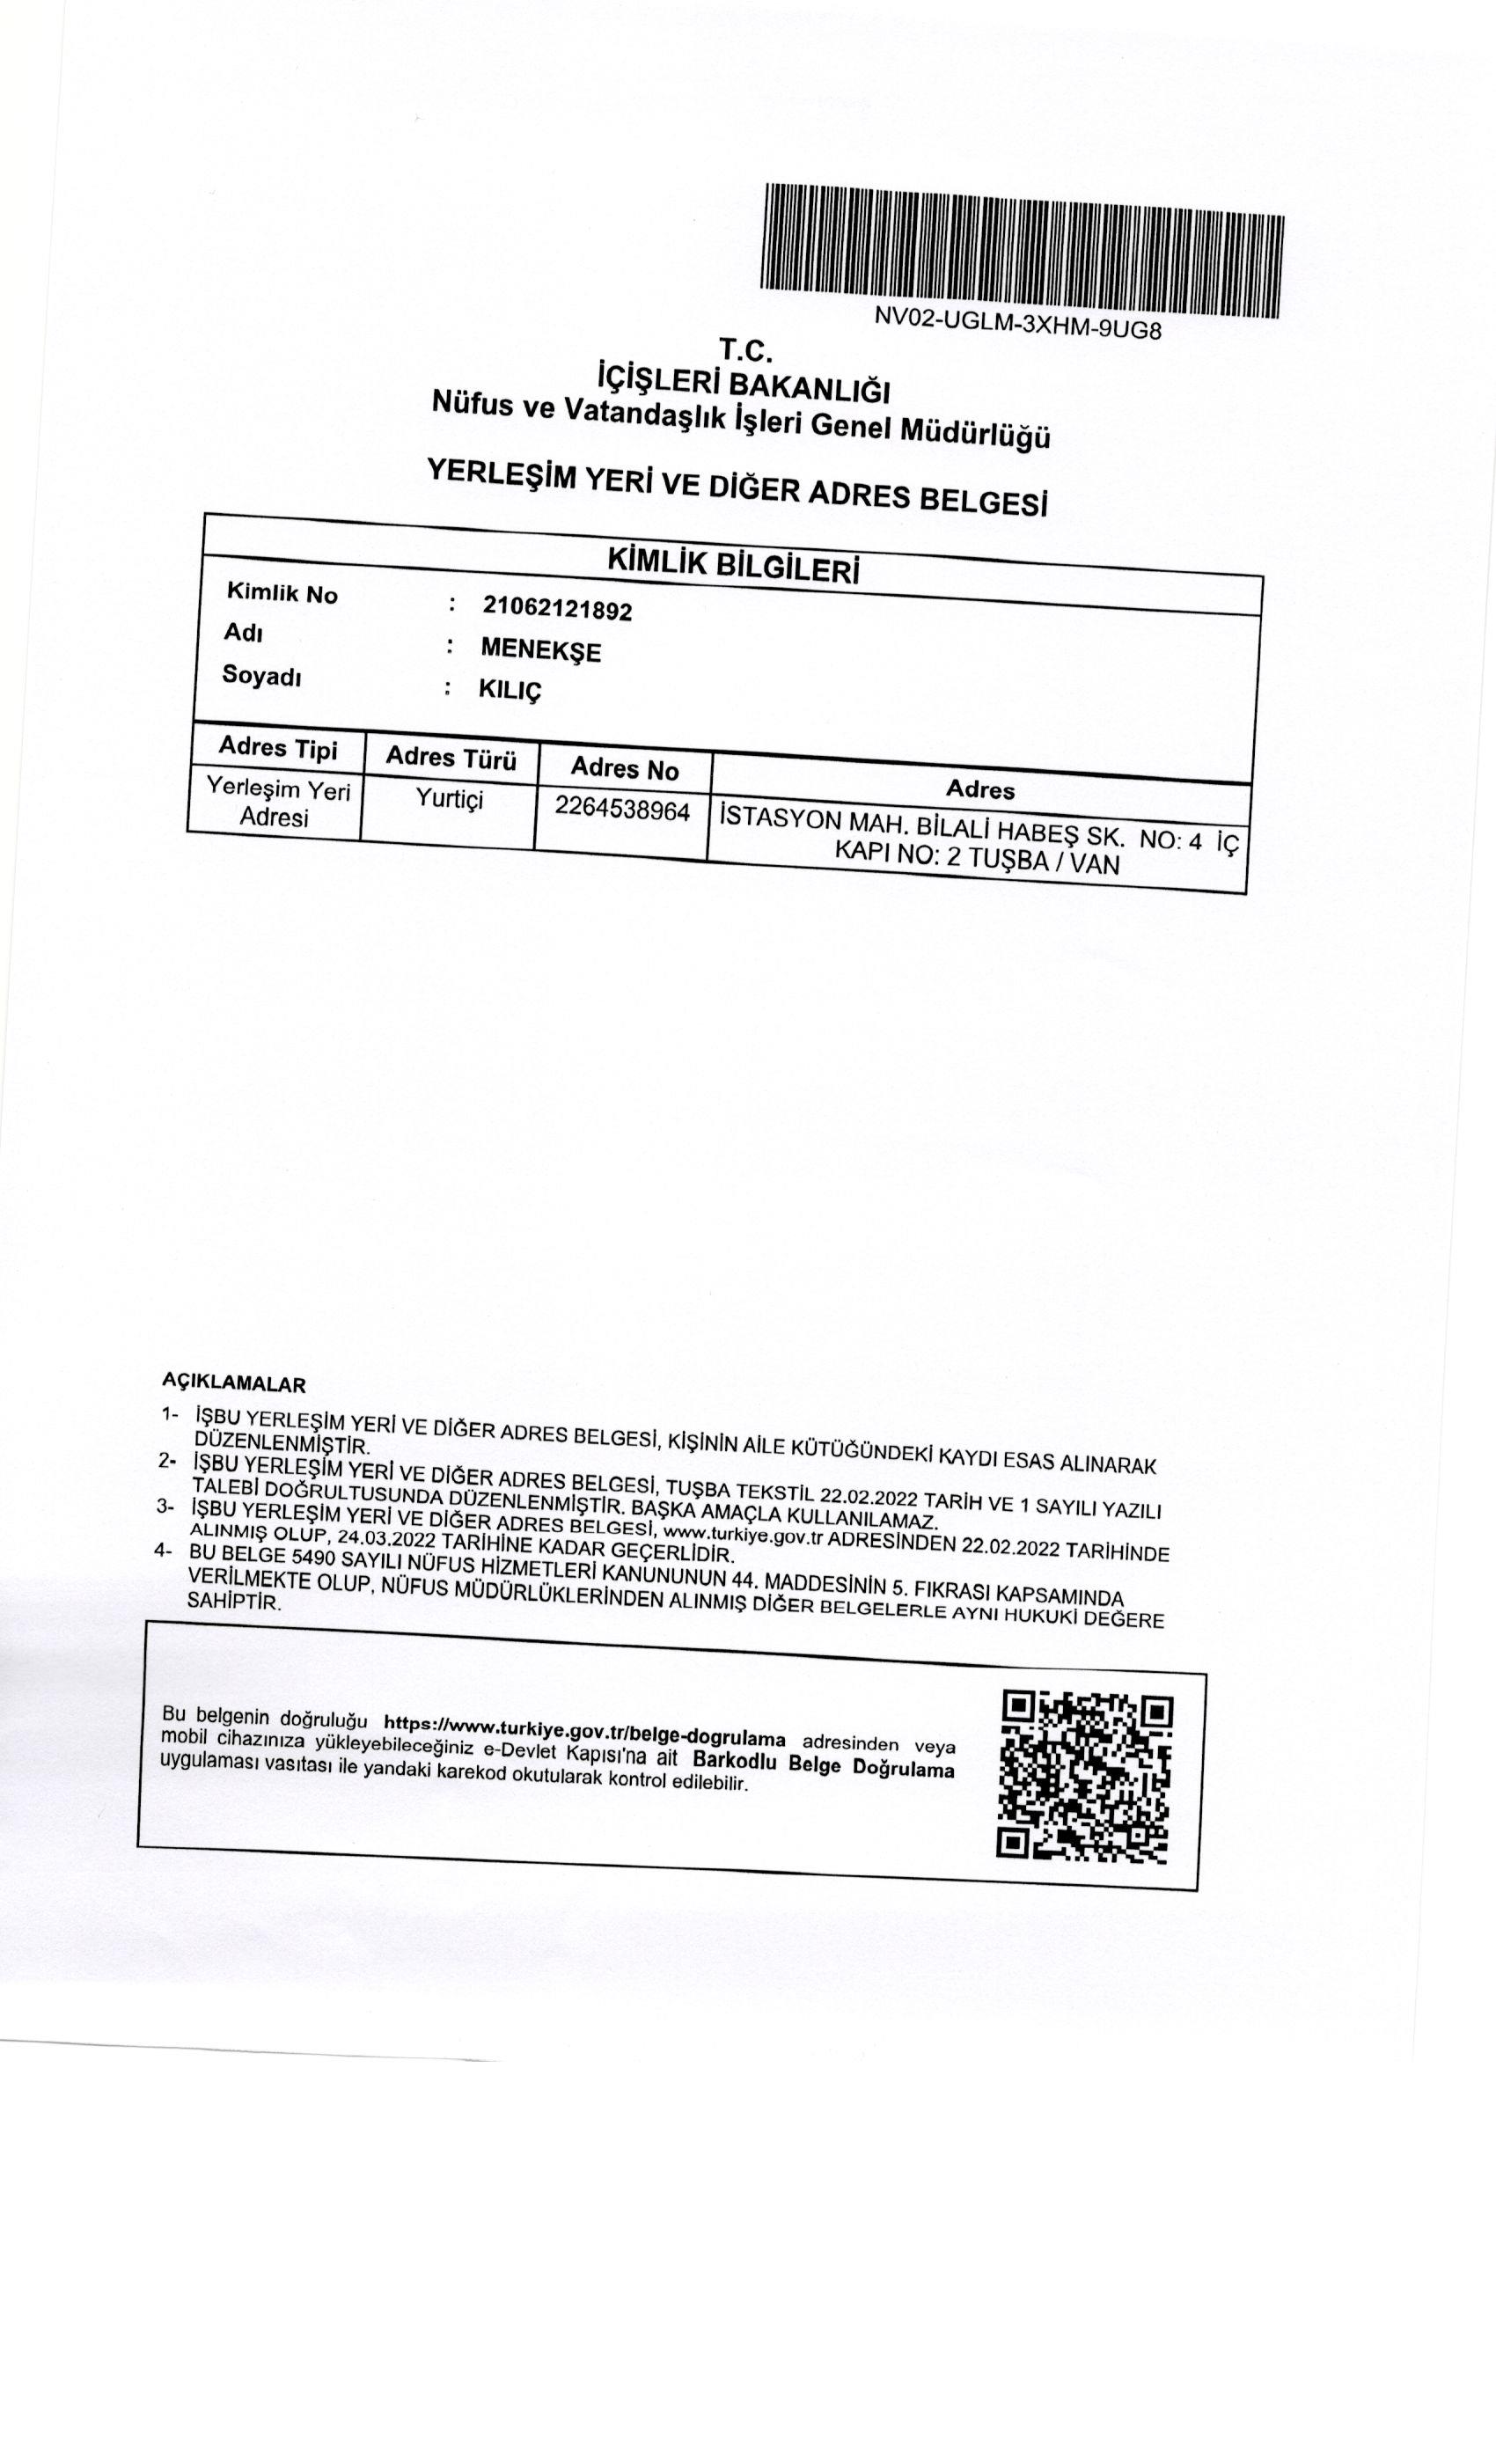 NV02-UGLM-3XHM-9UG8
T.C.
İÇİŞLERİ BAKANLIĞI
Nüfus ve Vatandaşlık İşleri Genel Müdürlüğü
YERLEŞİM YERİ VE DİĞER ADRES BELGESİ
KİMLİK BİLGİLERİ
Kimlik No : 21062121892
Adı : MENEKŞE
Soyadı : KILIÇ
Adres Tipi Adres Türü Adres No Adres
Yerleşim Yeri Yurtiçi 2264538964 İSTASYON MAH. BİLALİ HABEŞ SK. NO: 4 İÇ
Adresi KAPI NO: 2 TUŞBA / VAN
AÇIKLAMALAR
1- İŞBU YERLEŞİM YERİ VE DİĞER ADRES BELGESİ, KİŞİNİN AİLE KÜTÜĞÜNDEKİ KAYDI ESAS ALINARAK
DÜZENLENMİŞTİR.
2- İŞBU YERLEŞİM YERİ VE DİĞER ADRES BELGESİ, TUŞBA TEKSTİL 22.02.2022 TARİH VE 1 SAYILI YAZILI
TALEBİ DOĞRULTUSUNDA DÜZENLENMİŞTİR. BAŞKA AMAÇLA KULLANILAMAZ.
3- İŞBU YERLEŞİM YERİ VE DİĞER ADRES BELGESİ, www.turkiye.gov.tr ADRESİNDEN 22.02.2022 TARİHİNDE
ALINMIŞ OLUP, 24.03.2022 TARİHİNE KADAR GEÇERLİDİR.
4- BU BELGE 5490 SAYILI NÜFUS HİZMETLERİ KANUNUNUN 44. MADDESİNİN 5. FIKRASI KAPSAMINDA
VERİLMEKTE OLUP, NÜFUS MÜDÜRLÜKLERİNDEN ALINMIŞ DİĞER BELGELERLE AYNI HUKUKİ DEĞERE
SAHİPTİR.
Bu belgenin doğruluğu https://www.turkiye.gov.tr/belge-dogrulama adresinden veya
mobil cihazınıza yükleyebileceğiniz e-Devlet Kapısı'na ait Barkodlu Belge Doğrulama
uygulaması vasıtası ile yandaki karekod okutularak kontrol edilebilir.